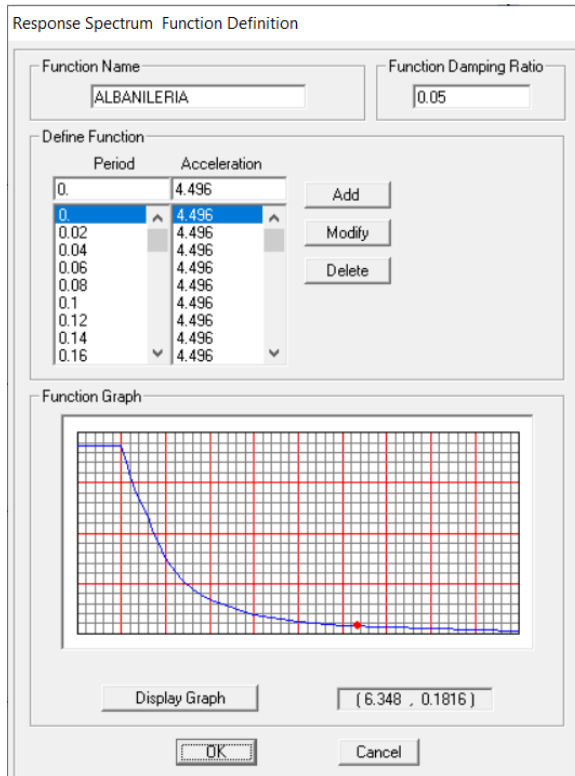 Response Spectrum Function Definition
Function Name
ALBANILERIA
Function Damping Ratio
0.05
Define Function
Period Acceleration
0. 4.496
0. 4.496
0.02 4.496
0.04 4.496
0.06 4.496
0.08 4.496
0.1 4.496
0.12 4.496
0.14 4.496
0.16 4.496
Add
Modify
Delete
Function Graph
Display Graph
( 6.348 , 0.1816 )
OK
Cancel